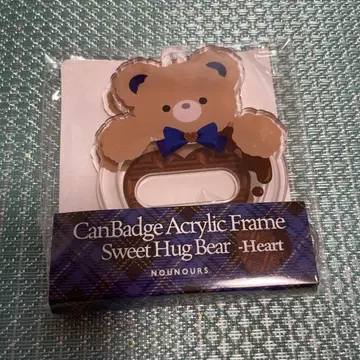 CanBadge Acrylic Frame
Sweet Hug Bear -Heart
NOUNOURS